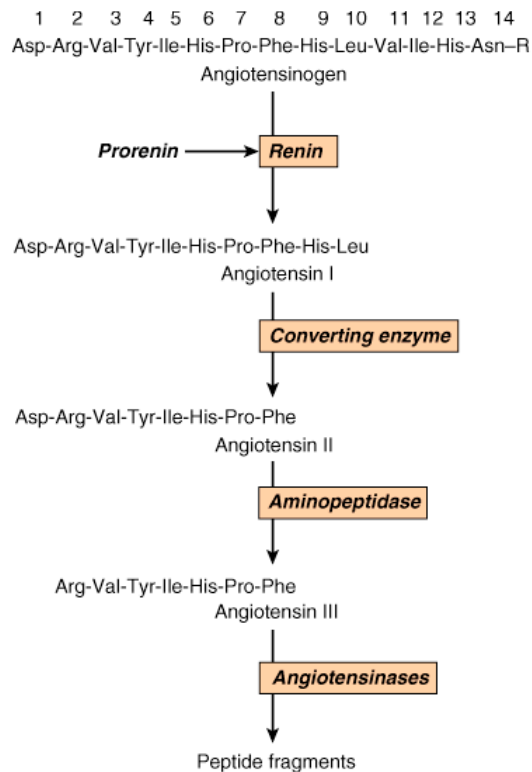 1 2 3 4 5 6 7 8 9 10 11 12 13 14
Asp-Arg-Val-Tyr-Ile-His-Pro-Phe-His-Leu-Val-Ile-His-Asn–R
Angiotensinogen
Prorenin Renin
Asp-Arg-Val-Tyr-Ile-His-Pro-Phe-His-Leu
Angiotensin I
Converting enzyme
Asp-Arg-Val-Tyr-Ile-His-Pro-Phe
Angiotensin II
Aminopeptidase
Arg-Val-Tyr-Ile-His-Pro-Phe
Angiotensin III
Angiotensinases
Peptide fragments